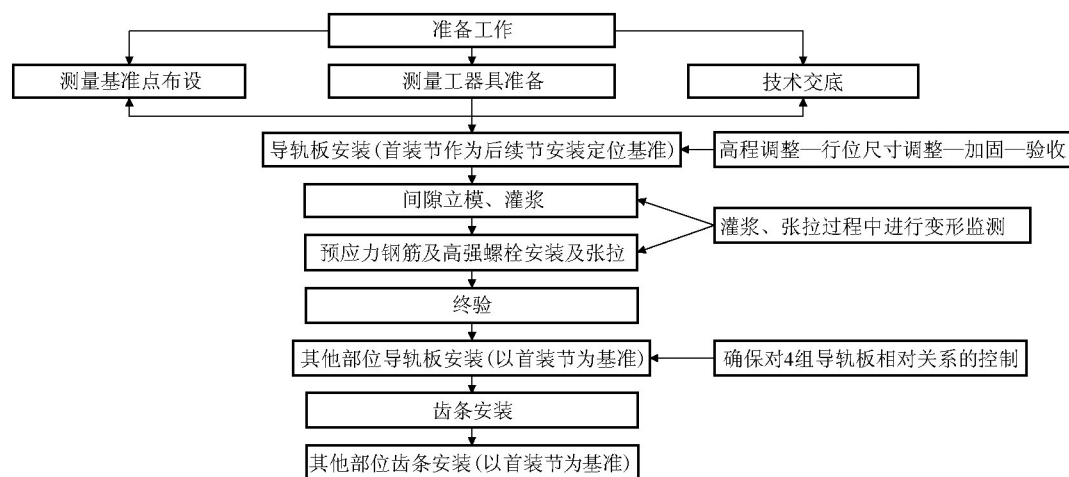 准备工作
测量基准点布设
测量工器具准备
技术交底
导轨板安装(首装节作为后续节安装定位基准)
高程调整—行位尺寸调整—加固—验收
间隙立模、灌浆
灌浆、张拉过程中进行变形监测
预应力钢筋及高强螺栓安装及张拉
终验
其他部位导轨板安装(以首装节为基准)
确保对4组导轨板相对关系的控制
齿条安装
其他部位齿条安装(以首装节为基准)